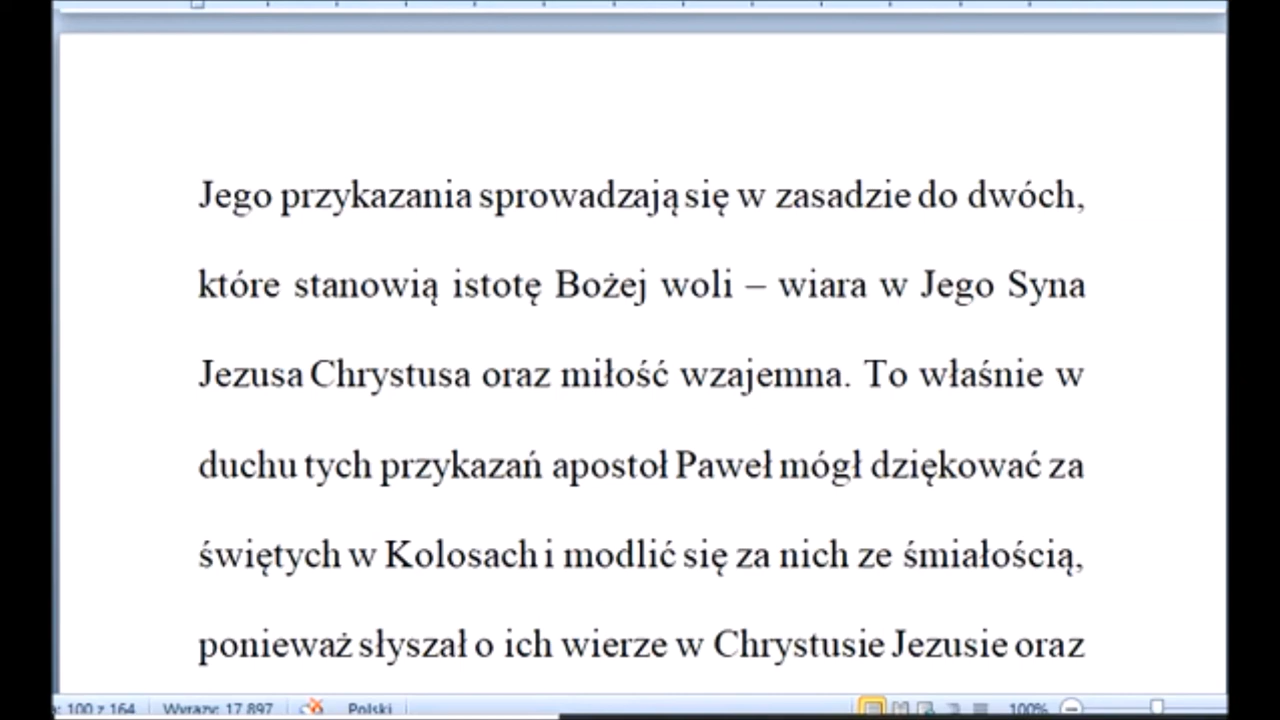 Jego przykazania sprowadzają się w zasadzie do dwóch,
które stanowią istotę Bożej woli – wiara w Jego Syna
Jezusa Chrystusa oraz miłość wzajemna. To właśnie w
duchu tych przykazań apostoł Paweł mógł dziękować za
świętych w Kolosach i modlić się za nich ze śmiałością,
ponieważ słyszał o ich wierze w Chrystusie Jezusie oraz
: 100 z 164 Wyrazy: 17 897 Polski 100%